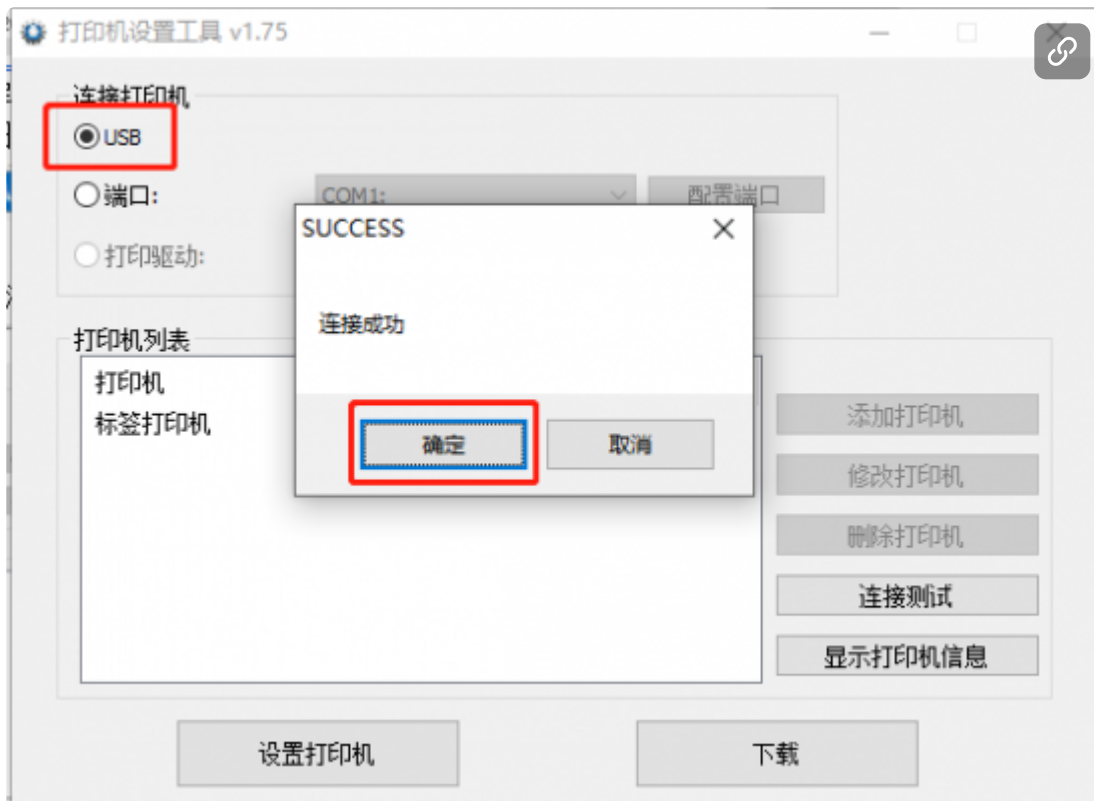 打印机设置工具 v1.75
连接打印机
USB
端口:
COM1:
配置端口
打印驱动:
SUCCESS
连接成功
确定
取消
打印机列表
打印机
标签打印机
添加打印机
修改打印机
删除打印机
连接测试
显示打印机信息
设置打印机
下载